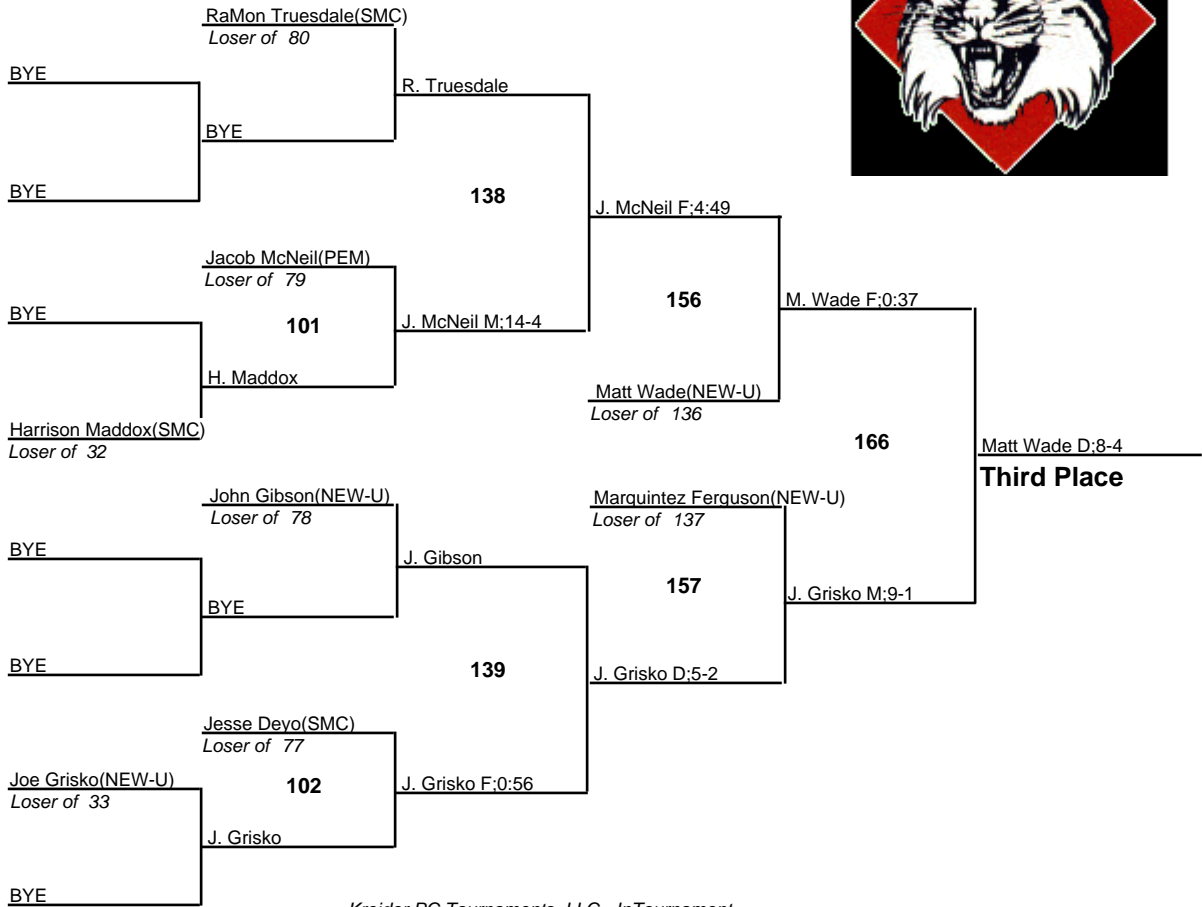 RaMon Truesdale(SMC)
Loser of 80
BYE
R. Truesdale
BYE
BYE
138
J. McNeil F;4:49
Jacob McNeil(PEM)
Loser of 79
BYE
101
J. McNeil M;14-4
156
M. Wade F;0:37
H. Maddox
Matt Wade(NEW-U)
Loser of 136
Harrison Maddox(SMC)
Loser of 32
166
Matt Wade D;8-4
Third Place
John Gibson(NEW-U)
Loser of 78
Marquintez Ferguson(NEW-U)
Loser of 137
BYE
J. Gibson
157
BYE
J. Grisko M;9-1
BYE
139
J. Grisko D;5-2
Jesse Deyo(SMC)
Loser of 77
Joe Grisko(NEW-U)
Loser of 33
102
J. Grisko F;0:56
J. Grisko
BYE